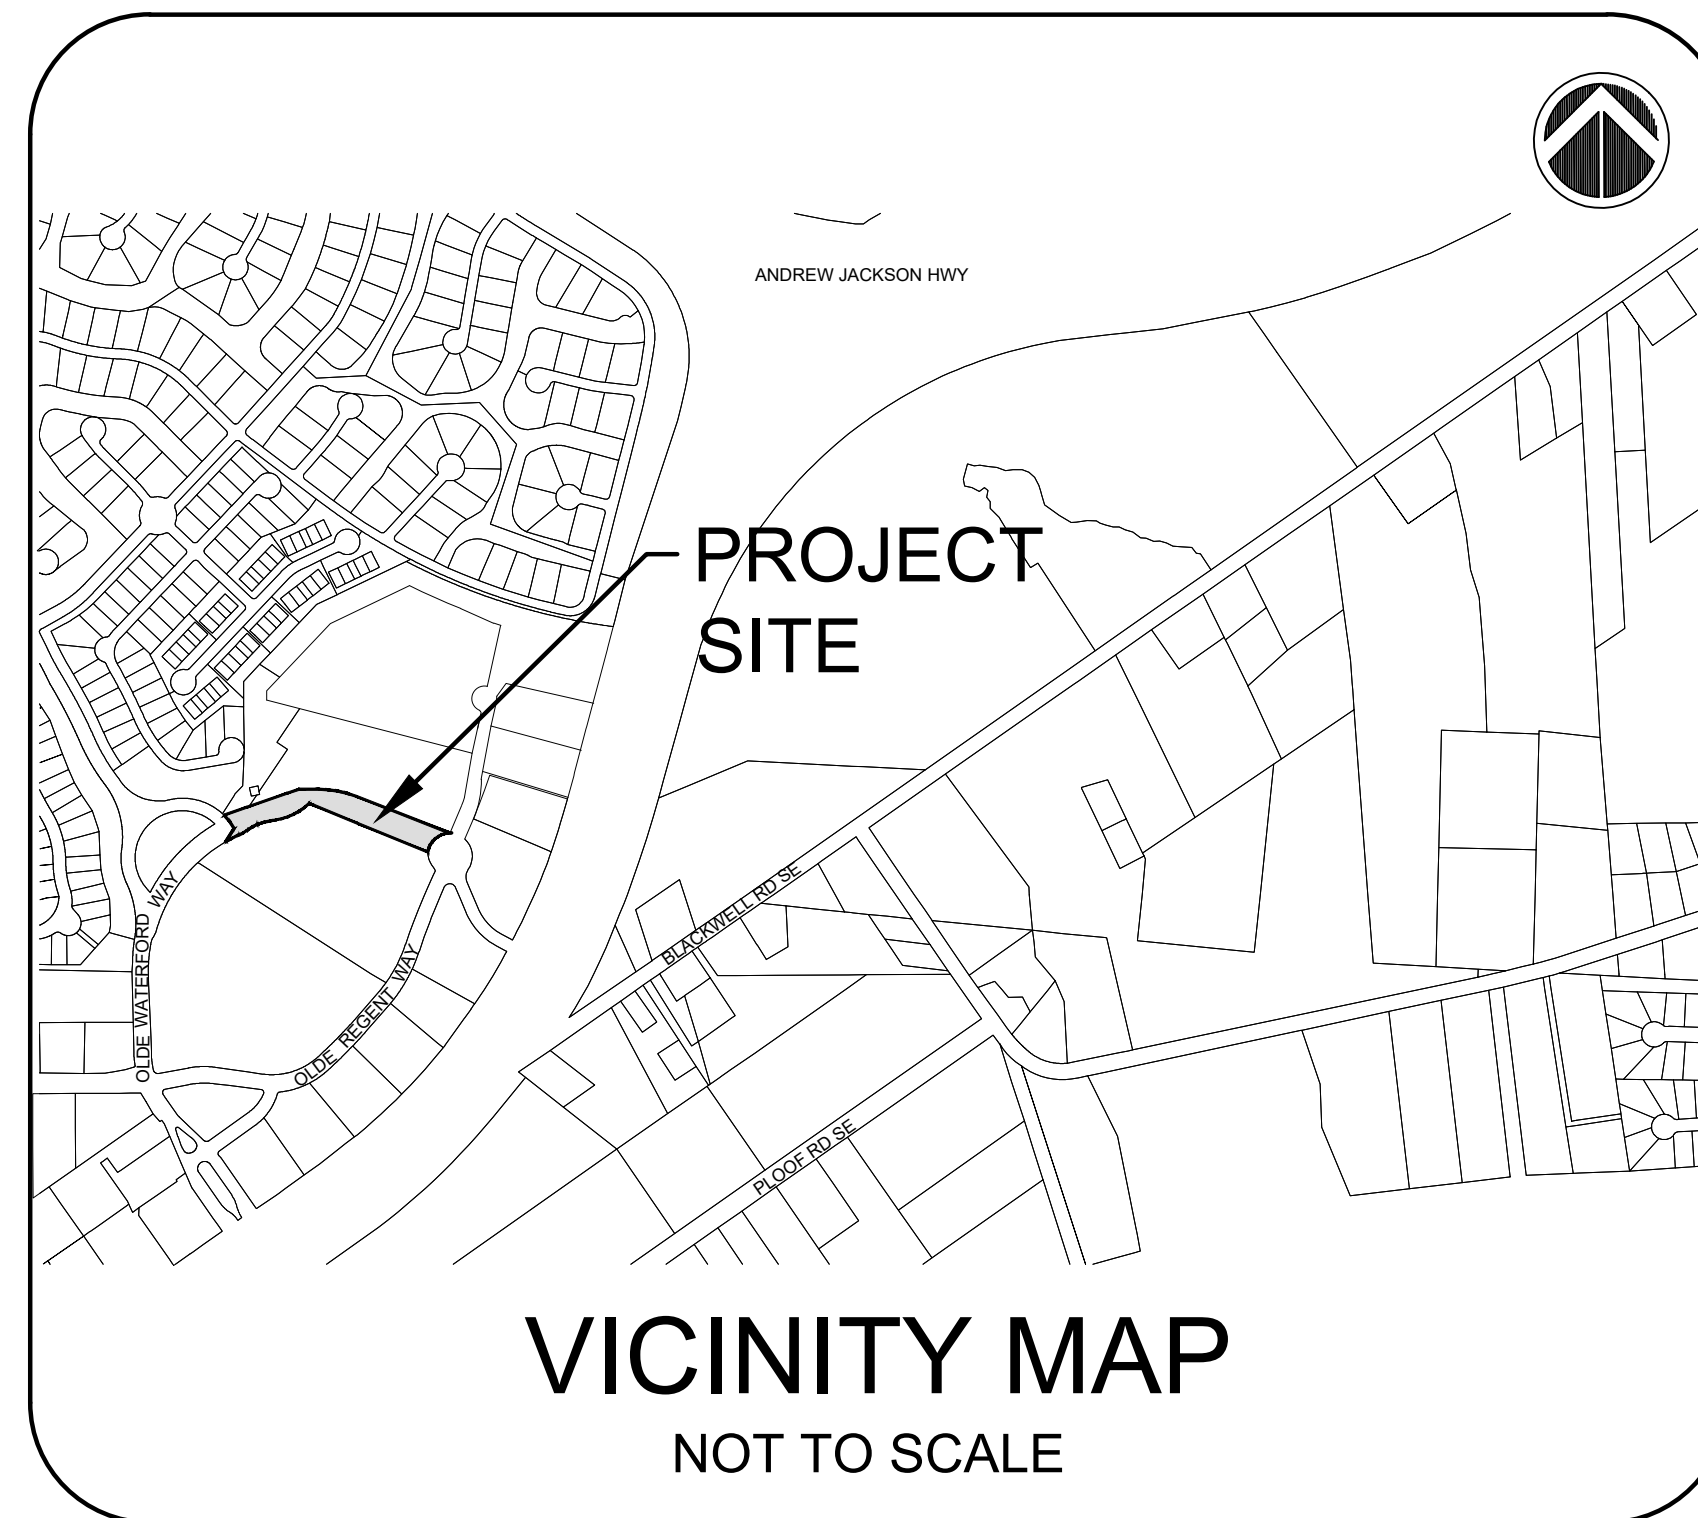 ANDREW JACKSON HWY
PROJECT
SITE
BLACKWELL RD SE
OLDE WATERFORD WAY
OLDE REGENT WAY
PLOOF RD SE
VICINITY MAP
NOT TO SCALE